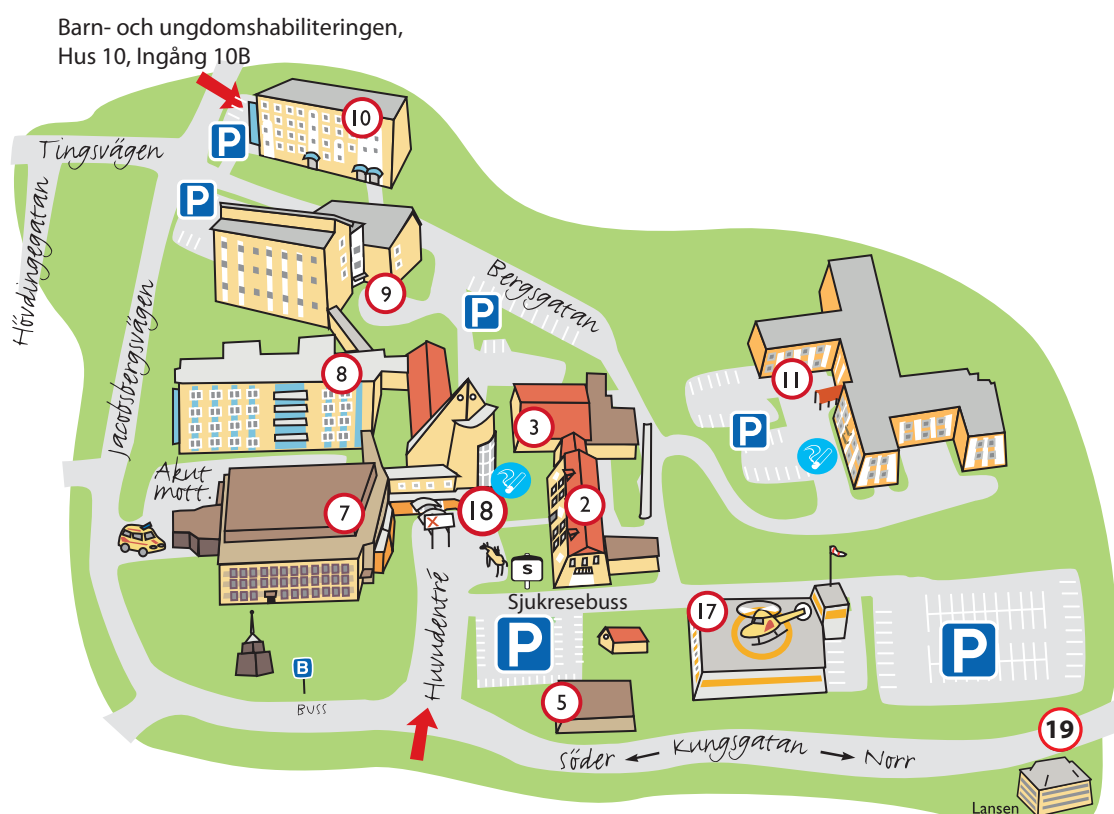 Barn- och ungdomshabiliteringen,
Hus 10, Ingång 10B
10
P
Tingsvägen
P
Hövdingegatan
Jacobsbergsvägen
9
Bergsgatan
P
8
11
3
P
Akut
mott.
7
18
2
S
Sjukresebuss
17
Huvudentré
P
P
B
BUSS
5
19
Söder
Kungsgatan
Norr
Lansen